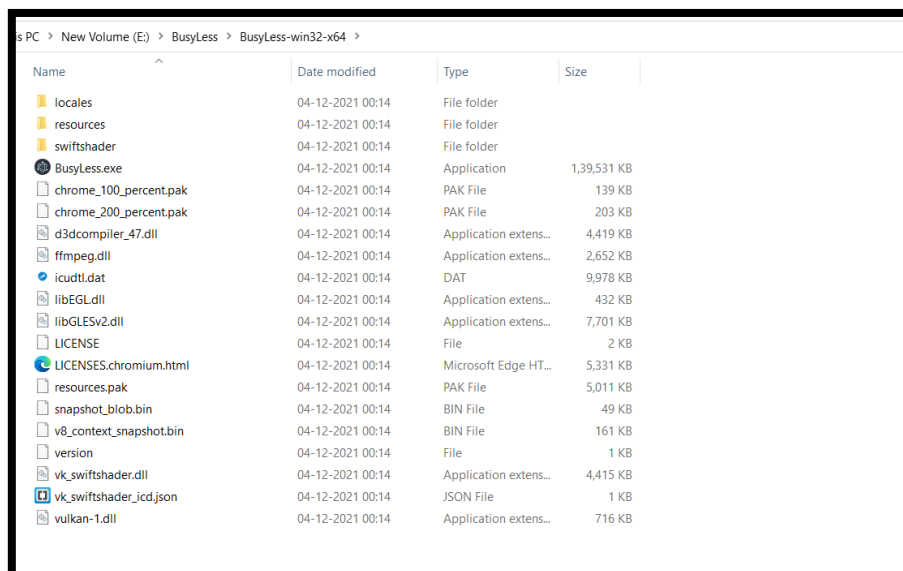 is PC > New Volume (E:) > BusyLess > BusyLess-win32-x64 >
Name Date modified Type Size
locales 04-12-2021 00:14 File folder
resources 04-12-2021 00:14 File folder
swiftshader 04-12-2021 00:14 File folder
BusyLess.exe 04-12-2021 00:14 Application 1,39,531 KB
chrome_100_percent.pak 04-12-2021 00:14 PAK File 139 KB
chrome_200_percent.pak 04-12-2021 00:14 PAK File 203 KB
d3dcompiler_47.dll 04-12-2021 00:14 Application extens... 4,419 KB
ffmpeg.dll 04-12-2021 00:14 Application extens... 2,652 KB
icudtl.dat 04-12-2021 00:14 DAT 9,978 KB
libEGL.dll 04-12-2021 00:14 Application extens... 432 KB
libGLESv2.dll 04-12-2021 00:14 Application extens... 7,701 KB
LICENSE 04-12-2021 00:14 File 2 KB
LICENSES.chromium.html 04-12-2021 00:14 Microsoft Edge HT... 5,331 KB
resources.pak 04-12-2021 00:14 PAK File 5,011 KB
snapshot_blob.bin 04-12-2021 00:14 BIN File 49 KB
v8_context_snapshot.bin 04-12-2021 00:14 BIN File 161 KB
version 04-12-2021 00:14 File 1 KB
vk_swiftshader.dll 04-12-2021 00:14 Application extens... 4,415 KB
vk_swiftshader_icd.json 04-12-2021 00:14 JSON File 1 KB
vulkan-1.dll 04-12-2021 00:14 Application extens... 716 KB